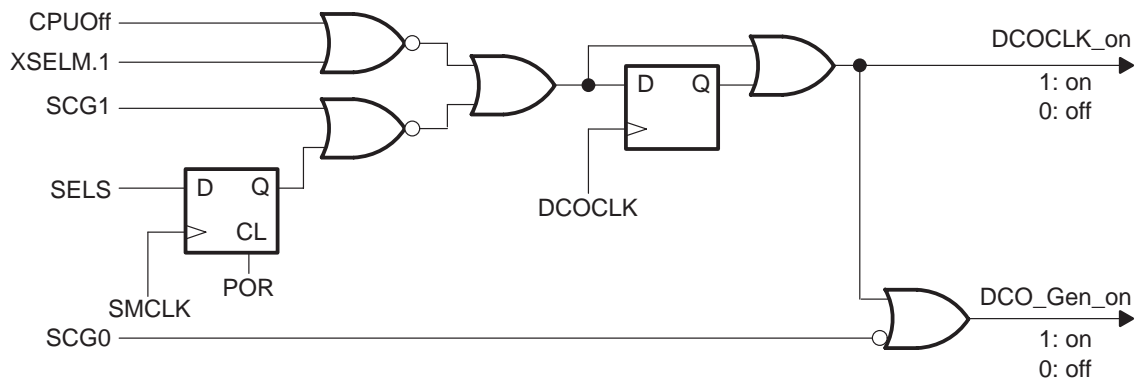 CPUOff
XSELM.1
SCG1
SELS
D
Q
CL
POR
SMCLK
SCG0
D
Q
DCOCLK
DCOCLK_on
1: on
0: off
DCO_Gen_on
1: on
0: off